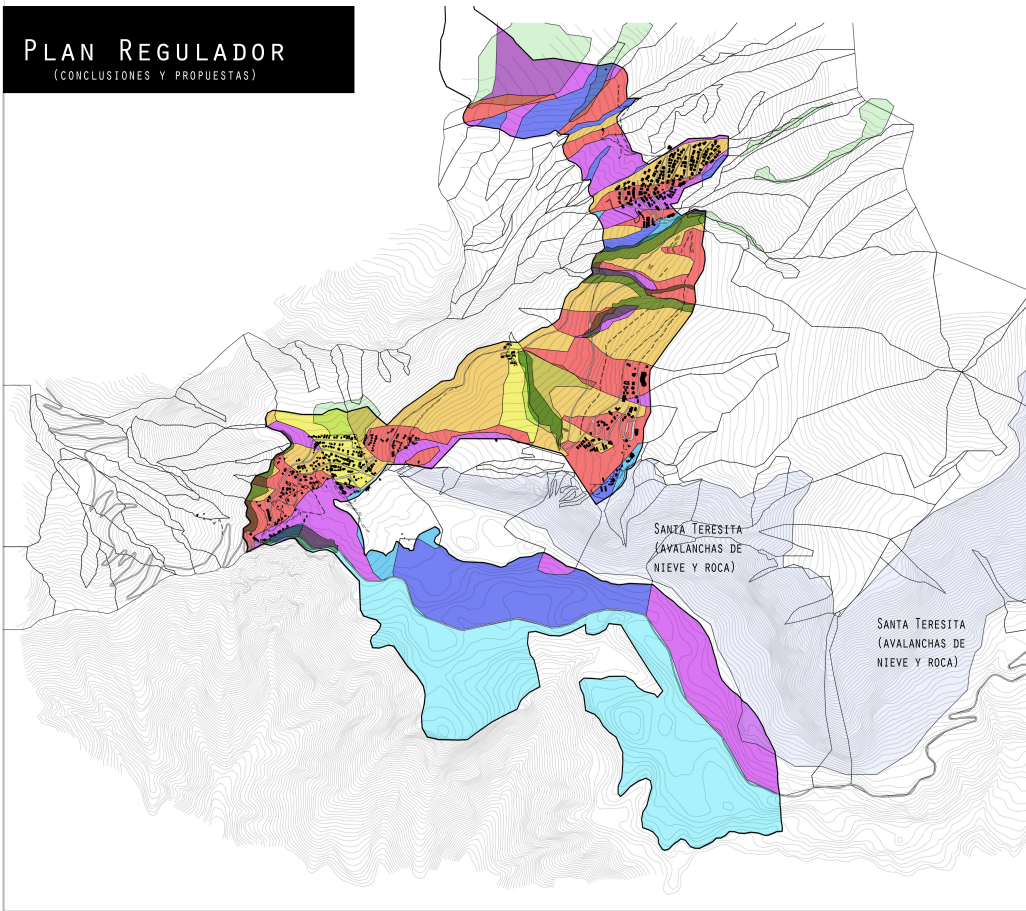 PLAN REGULADOR
(CONCLUSIONES Y PROPUESTAS)
SANTA TERESITA
(AVALANCHAS DE
NIEVE Y ROCA)
SANTA TERESITA
(AVALANCHAS DE
NIEVE Y ROCA)